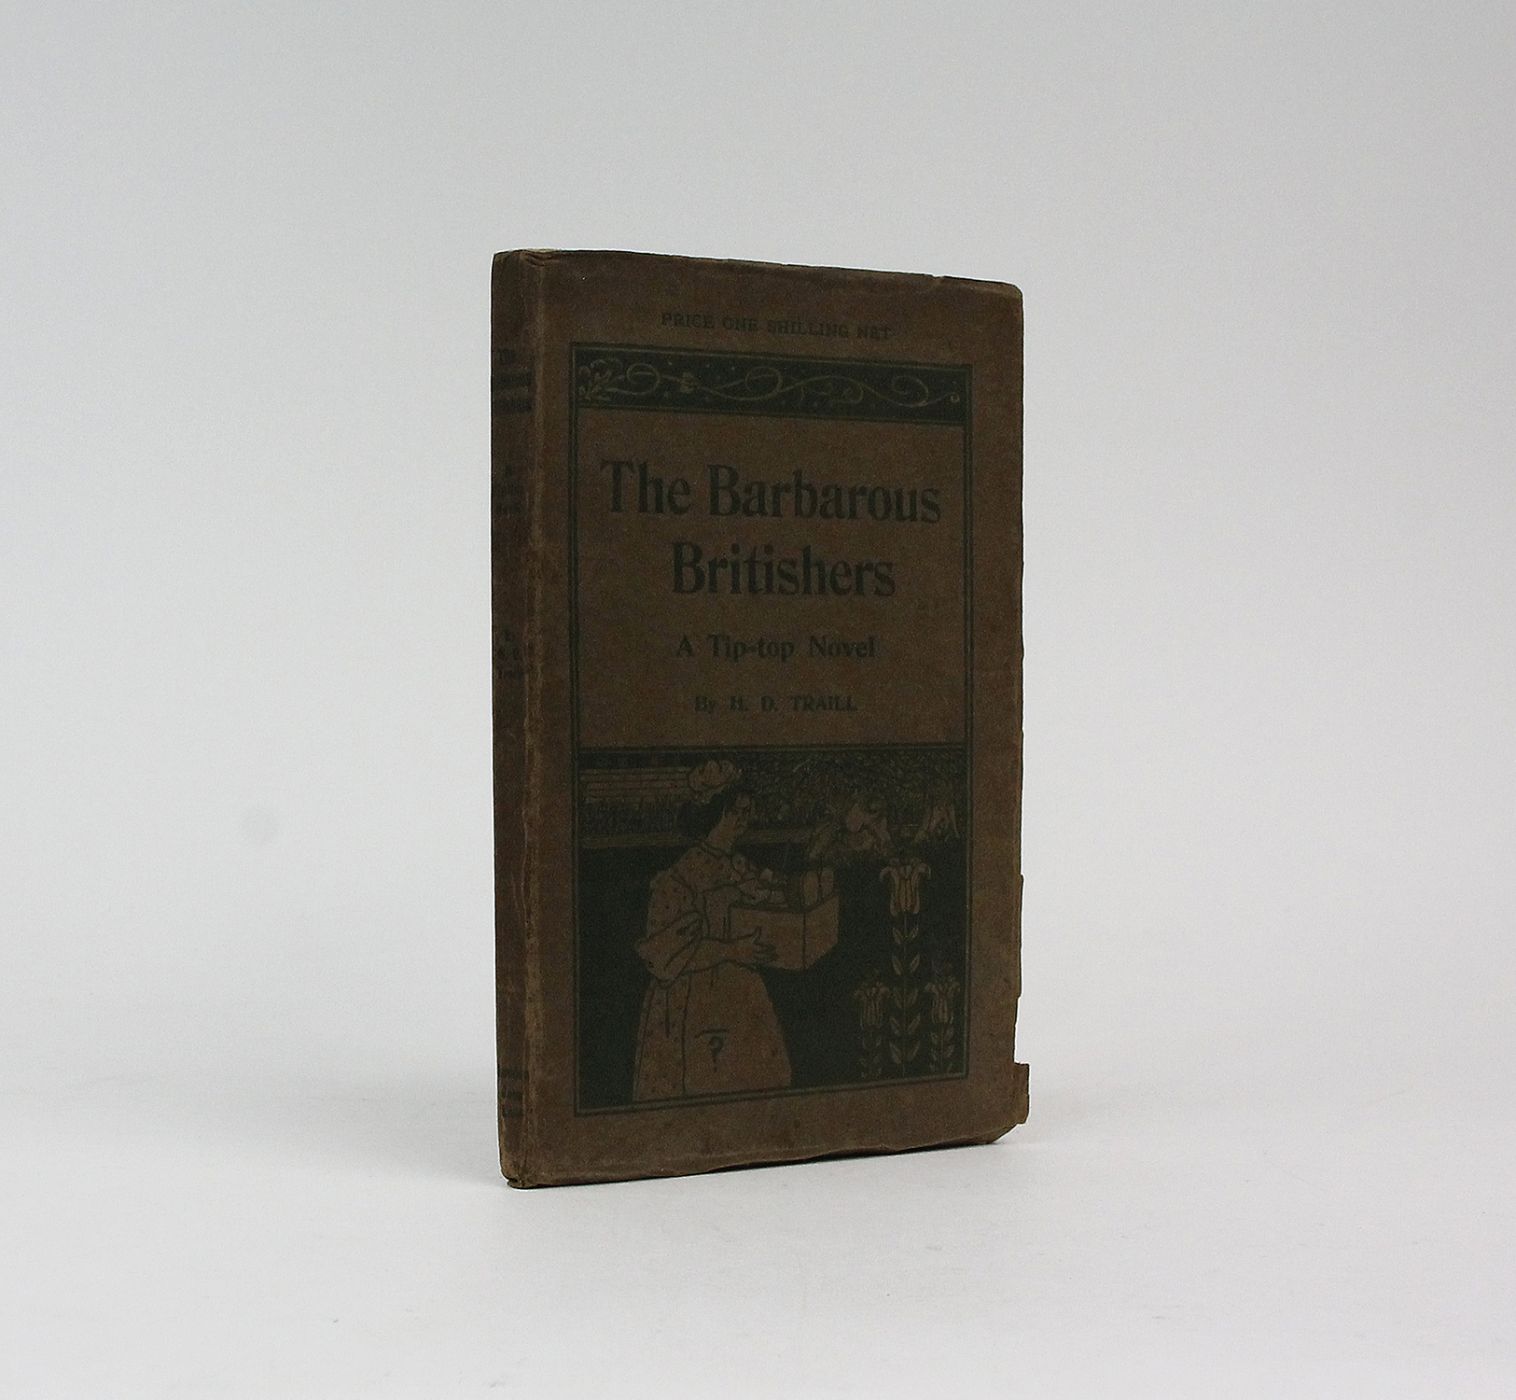 PRICE ONE SHILLING NET
The Barbarous
Britishers
A Tip-top Novel
By H. D. TRAILL
?